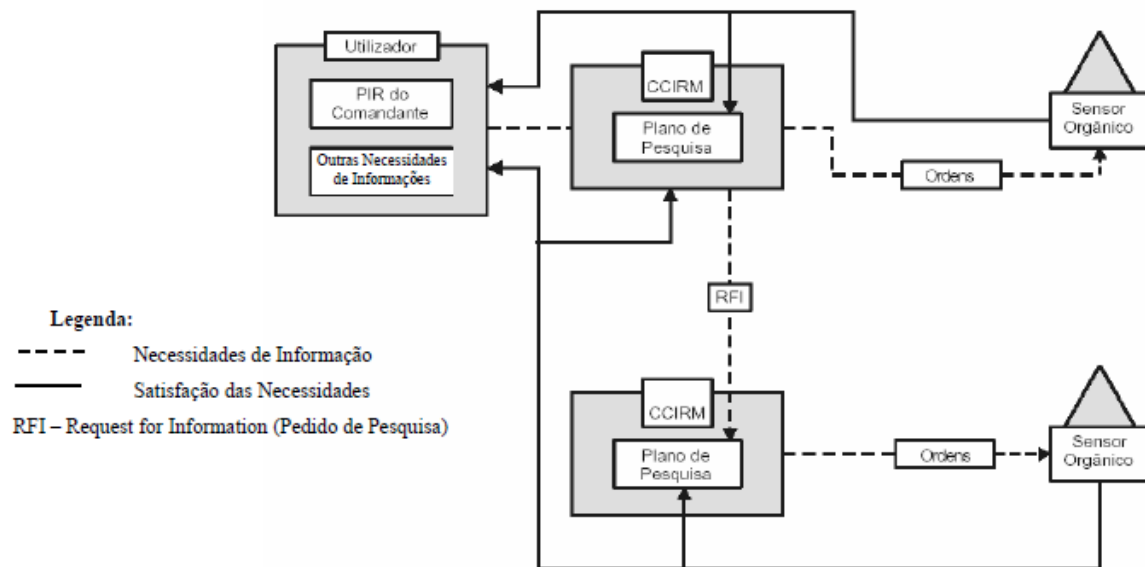 Utilizador
PIR do
Comandante
Outras Necessidades
de Informações
CCIRM
Plano de
Pesquisa
Ordens
Sensor
Orgânico
RFI
Legenda:
Necessidades de Informação
Satisfação das Necessidades
RFI – Request for Information (Pedido de Pesquisa)
CCIRM
Plano de
Pesquisa
Ordens
Sensor
Orgânico